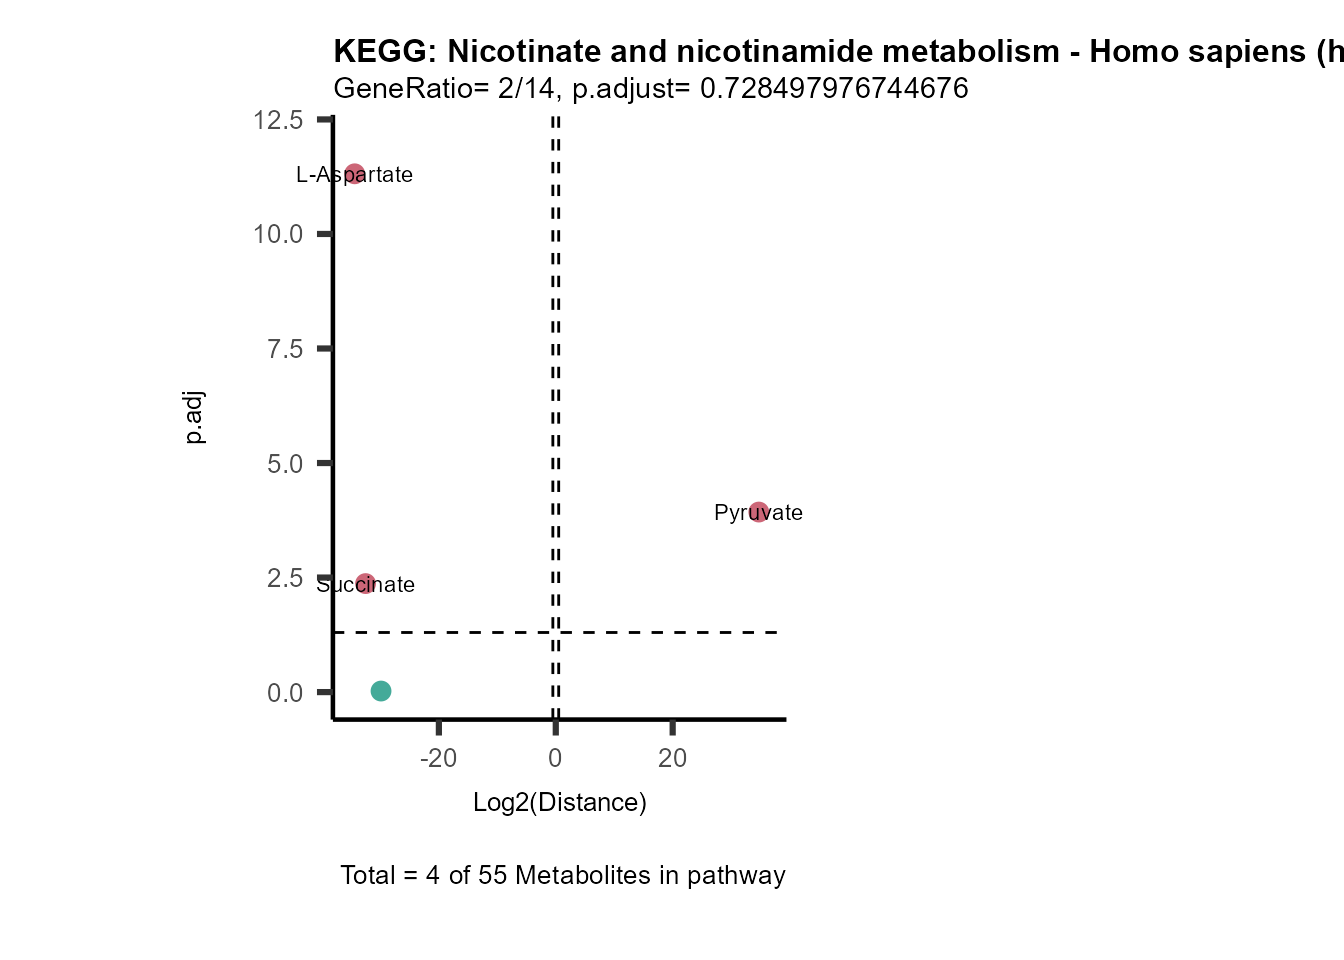 KEGG: Nicotinate and nicotinamide metabolism - Homo sapiens (h
GeneRatio= 2/14, p.adjust= 0.728497976744676
12.5
L-Aspartate
10.0
7.5
p.adj
5.0
Pyruvate
2.5
Succinate
0.0
-20 0 20
Log2(Distance)
Total = 4 of 55 Metabolites in pathway